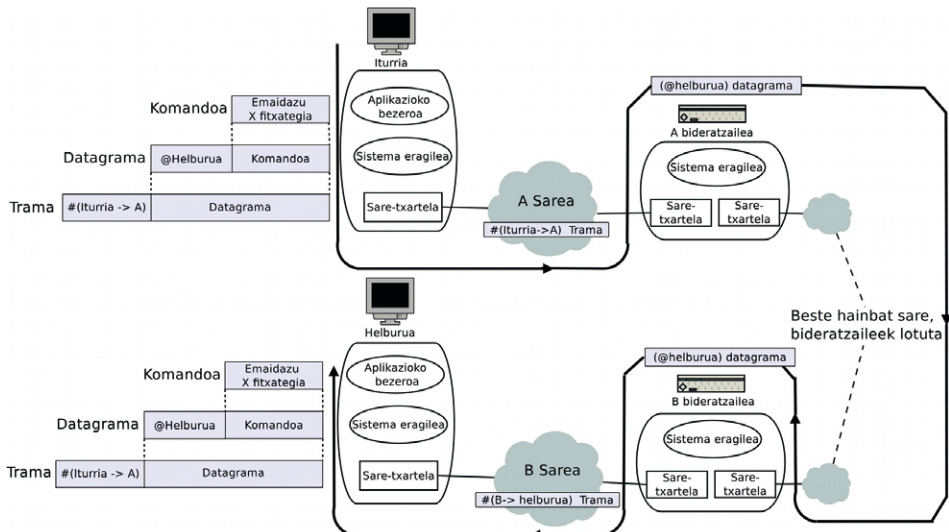 Iturria
Komandoa
Emaidazu
X fitxategia
Datagrama
@Helburua
Komandoa
Trama
#(Iturria -> A)
Datagrama
Aplikazioko
bezeroa
Sistema eragilea
Sare-txartela
A Sarea
#(Iturria->A) Trama
(@helburua) datagrama
A bideratzailea
Sistema eragilea
Sare-
txartela
Sare-
txartela
Beste hainbat sare,
bideratzaileek lotuta
Helburua
Komandoa
Emaidazu
X fitxategia
Datagrama
@Helburua
Komandoa
Trama
#(Iturria -> A)
Datagrama
Aplikazioko
bezeroa
Sistema eragilea
Sare-txartela
B Sarea
#(B-> helburua) Trama
(@helburua) datagrama
B bideratzailea
Sistema eragilea
Sare-
txartela
Sare-
txartela